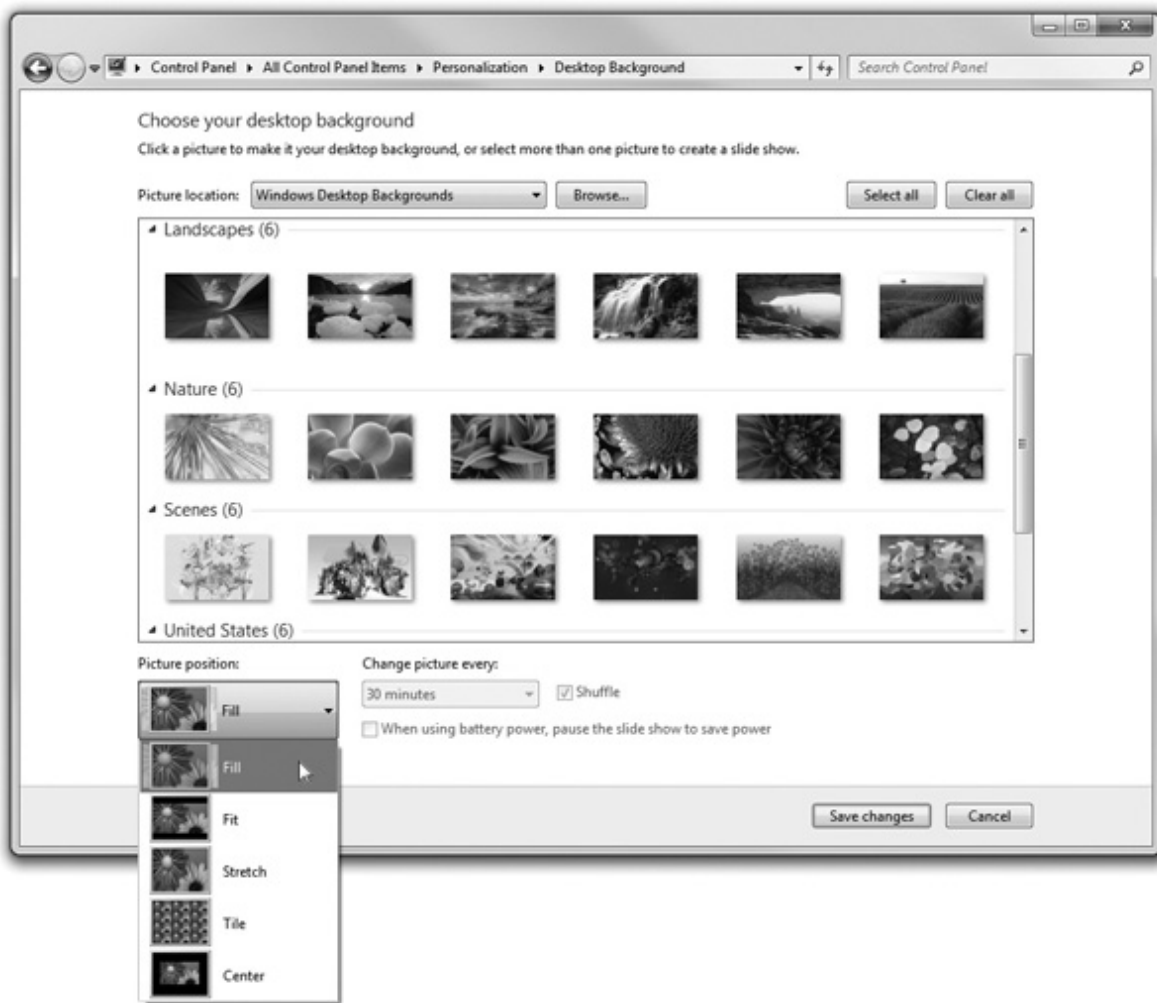 Control Panel All Control Panel Items Personalization Desktop Background Search Control Panel
Choose your desktop background
Click a picture to make it your desktop background, or select more than one picture to create a slide show.
Picture location: Windows Desktop Backgrounds Browse... Select all Clear all
Landscapes (6)
Nature (6)
Scenes (6)
United States (6)
Picture position: Change picture every:
Fill 30 minutes Shuffle
When using battery power, pause the slide show to save power
Fill
Fit
Save changes Cancel
Stretch
Tile
Center